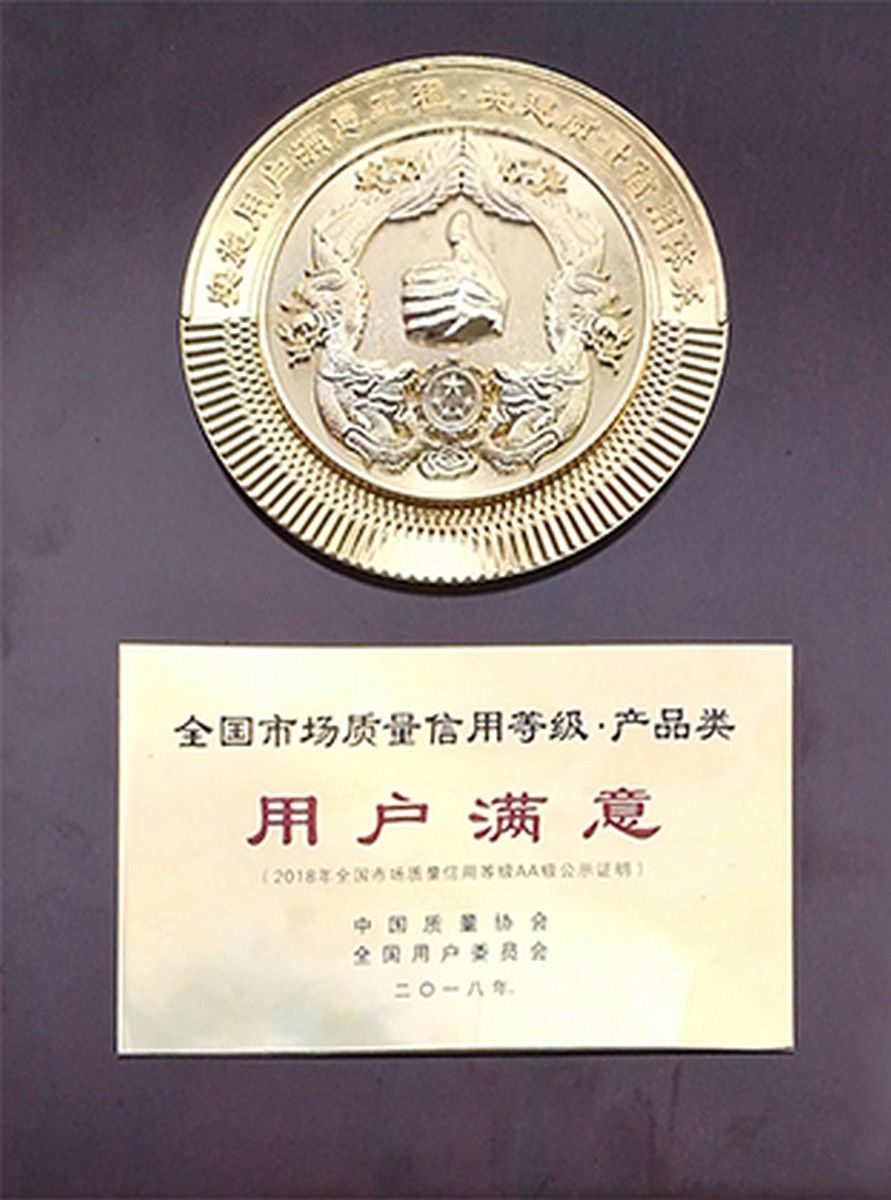 实施用户满意工程·共建质量信用体系
全国市场质量信用等级·产品类
用户满意
(2018年全国市场质量信用等级AA级公示证明)
中国质量协会
全国用户委员会
二〇一八年